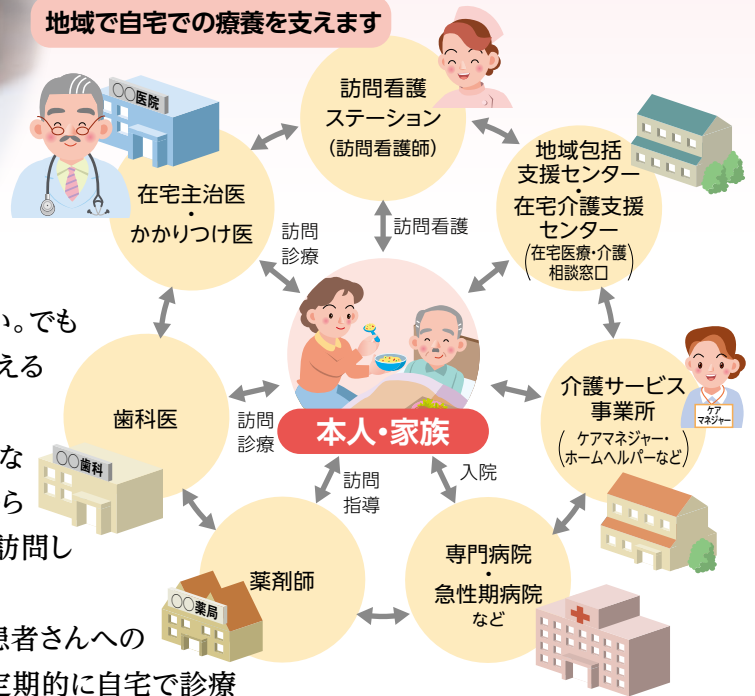 地域で自宅での療養を支えます
訪問看護
ステーション
(訪問看護師)
○○医院
在宅主治医
・
かかりつけ医
地域包括
支援センター・
在宅介護支援
センター
(在宅医療・介護
相談窓口)
訪問
診療
訪問看護
い。でも
える
な
ら
訪問し
患者さんへの
定期的に自宅で診療
歯科医
○○歯科
訪問
診療
本人・家族
介護サービス
事業所
(ケアマネジャー・
ホームヘルパーなど)
ケア
マネジャー
訪問
指導
入院
薬剤師
○○薬局
専門病院
・
急性期病院
など